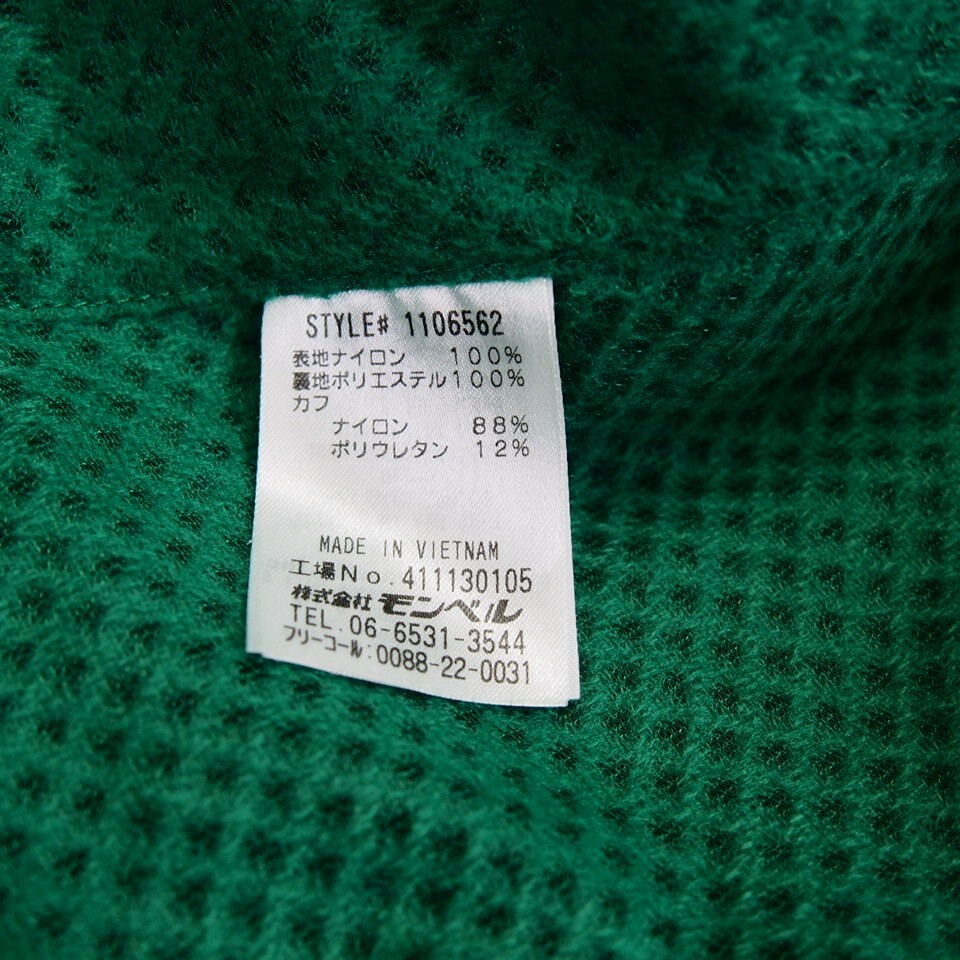 STYLE# 1106562
表地ナイロン 100%
裏地ポリエステル100%
カフ
ナイロン 88%
ポリウレタン 12%
MADE IN VIETNAM
工場No.411130105
株式会社 モンベル
TEL.06-6531-3544
フリーコール:0088-22-0031